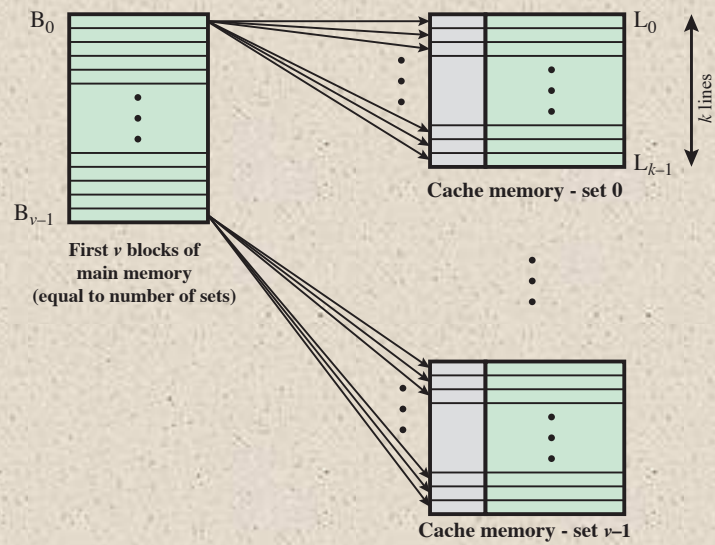 B₀
L₀
k lines
Lₖ₋₁
Cache memory - set 0
Bᵥ₋₁
First v blocks of
main memory
(equal to number of sets)
Cache memory - set v–1